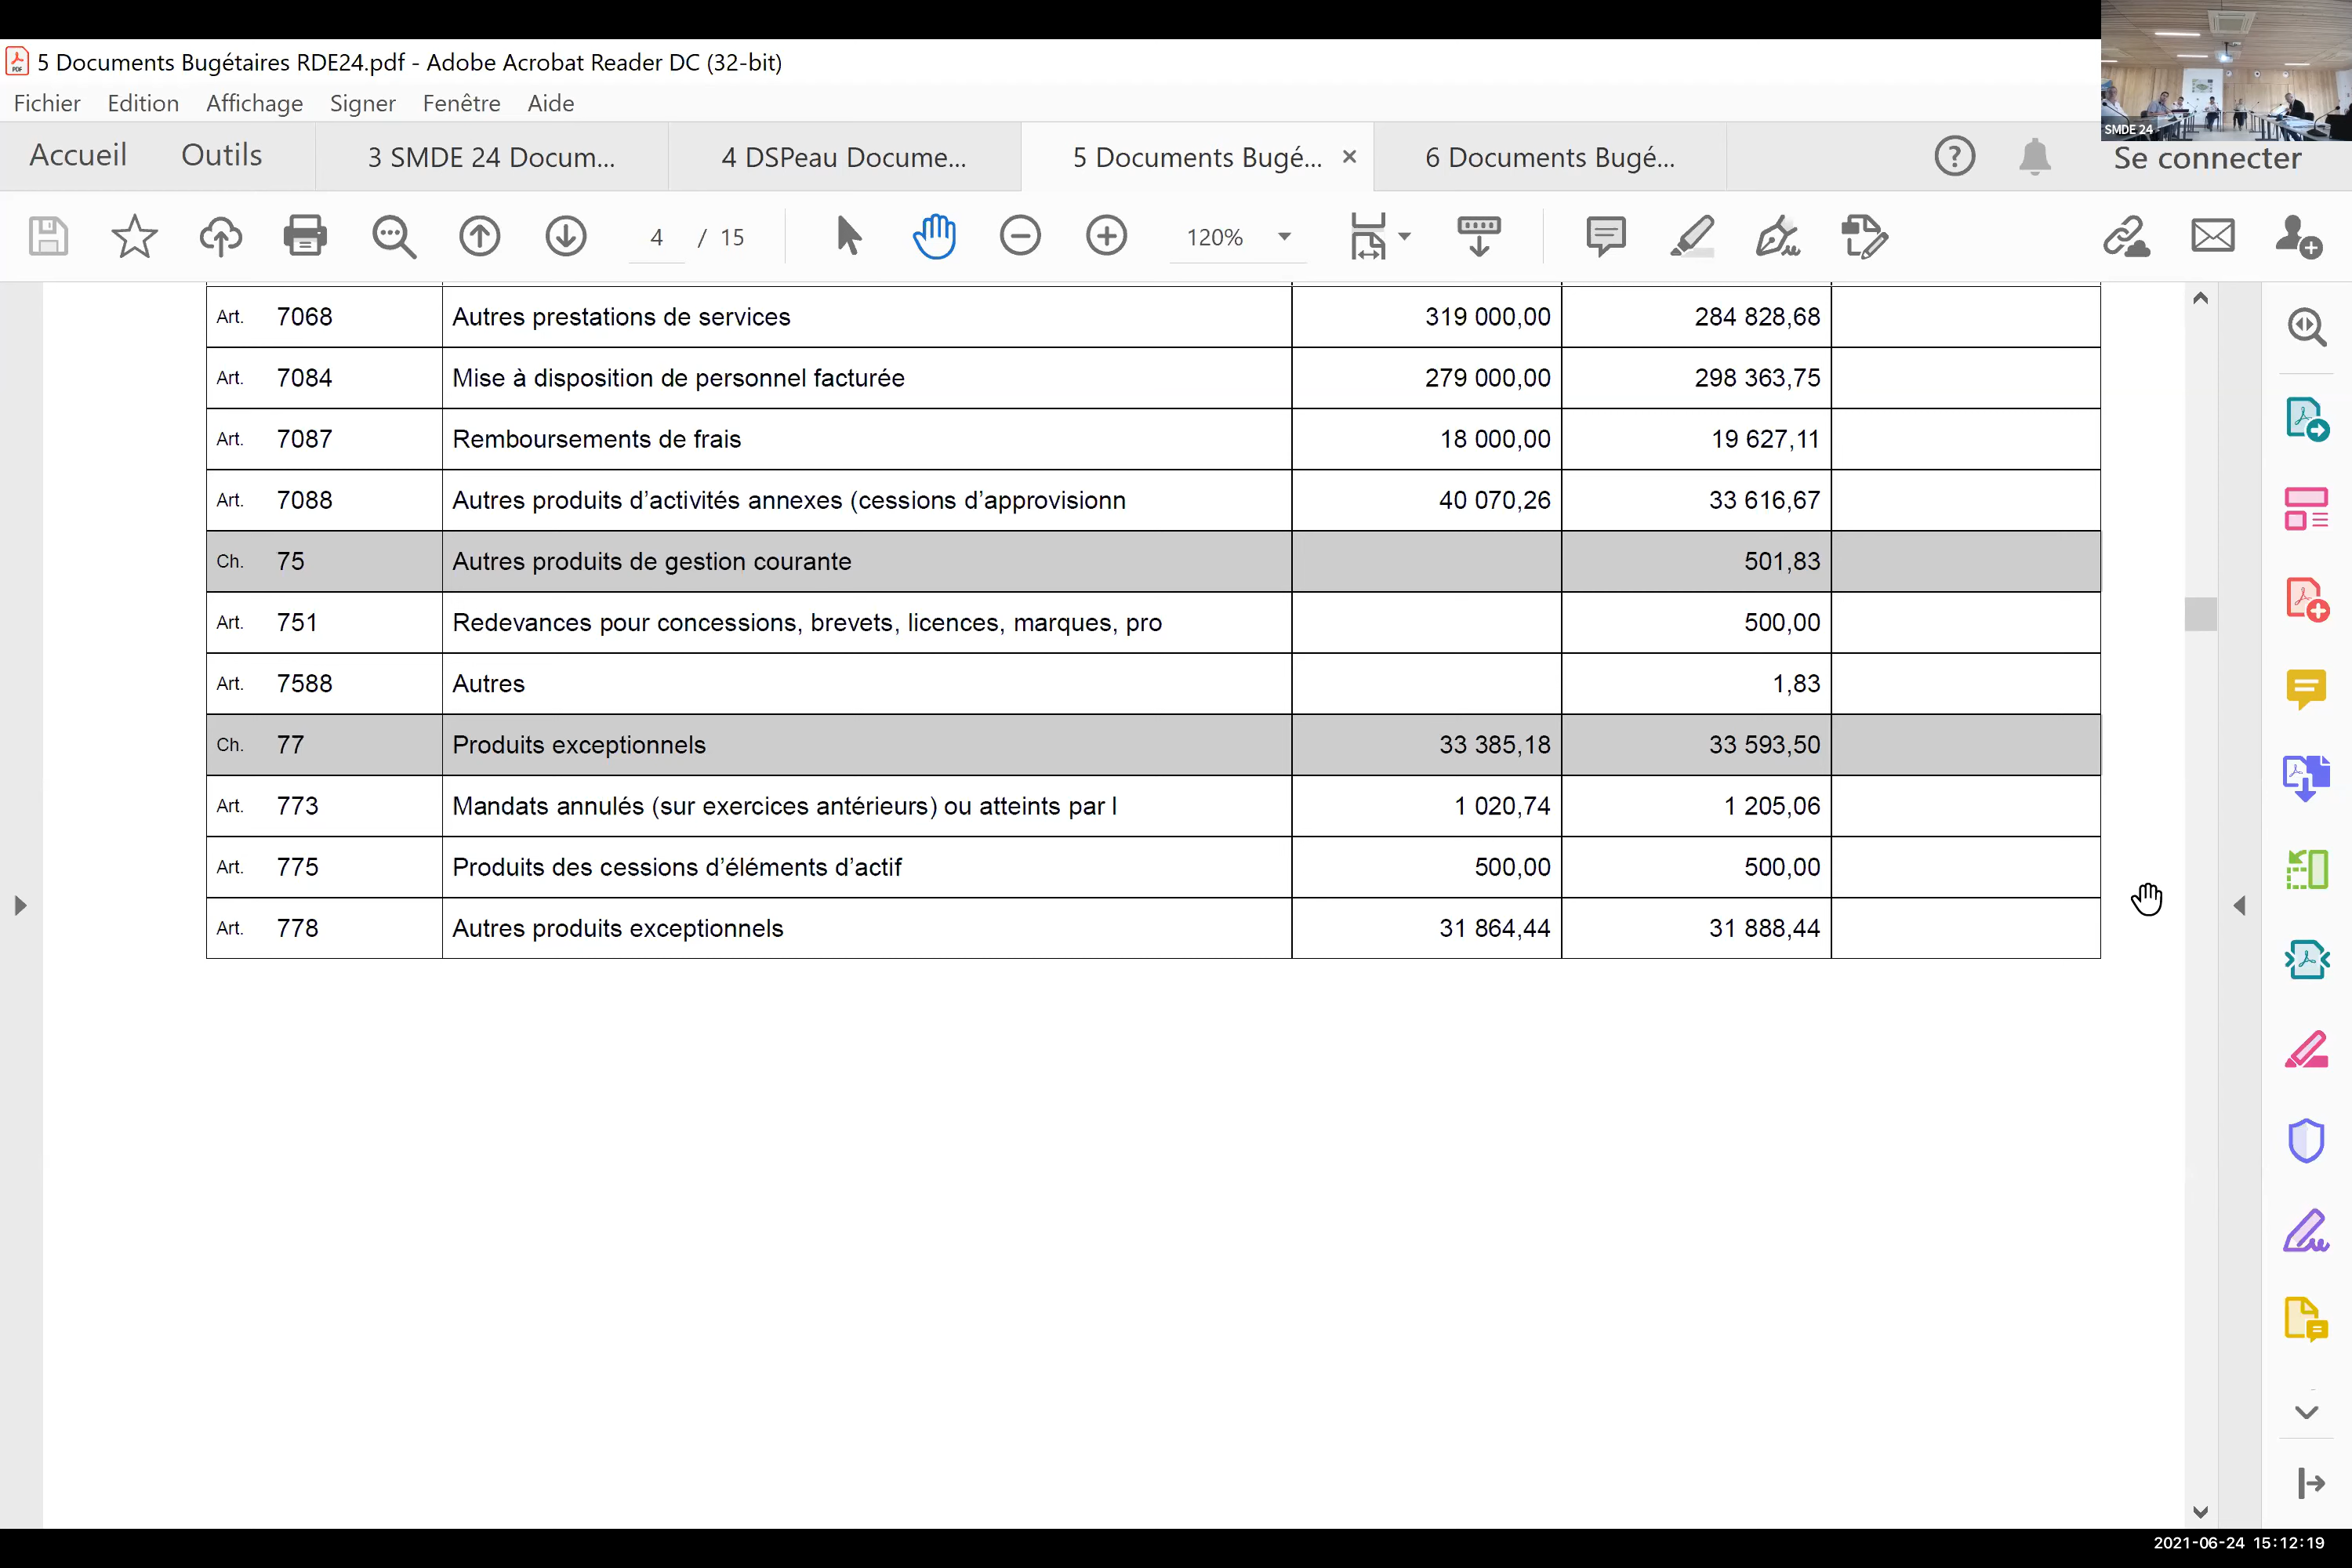 5 Documents Bugétaires RDE24.pdf - Adobe Acrobat Reader DC (32-bit)
Fichier Edition Affichage Signer Fenêtre Aide
SMDE 24
Accueil Outils 3 SMDE 24 Docum... 4 DSPeau Docume... 5 Documents Bugé... 6 Documents Bugé... Se connecter
4 / 15 120%
Art. 7068 Autres prestations de services 319 000,00 284 828,68
Art. 7084 Mise à disposition de personnel facturée 279 000,00 298 363,75
Art. 7087 Remboursements de frais 18 000,00 19 627,11
Art. 7088 Autres produits d'activités annexes (cessions d'approvisionn 40 070,26 33 616,67
Ch. 75 Autres produits de gestion courante 501,83
Art. 751 Redevances pour concessions, brevets, licences, marques, pro 500,00
Art. 7588 Autres 1,83
Ch. 77 Produits exceptionnels 33 385,18 33 593,50
Art. 773 Mandats annulés (sur exercices antérieurs) ou atteints par l 1 020,74 1 205,06
Art. 775 Produits des cessions d'éléments d'actif 500,00 500,00
Art. 778 Autres produits exceptionnels 31 864,44 31 888,44
2021-06-24 15:12:19